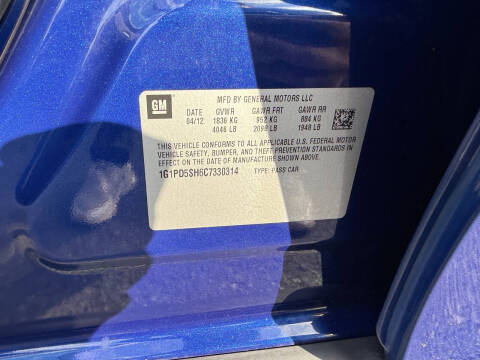 GM
MFD BY GENERAL MOTORS LLC
DATE GVWR GAWR FRT GAWR RR
04/12 1836 KG 952 KG 884 KG
4048 LB 2099 LB 1948 LB
THIS VEHICLE CONFORMS TO ALL APPLICABLE U.S. FEDERAL MOTOR
VEHICLE SAFETY, BUMPER, AND THEFT PREVENTION STANDARDS IN
EFFECT ON THE DATE OF MANUFACTURE SHOWN ABOVE.
1G1PD5SH6C7330314 TYPE: PASS CAR